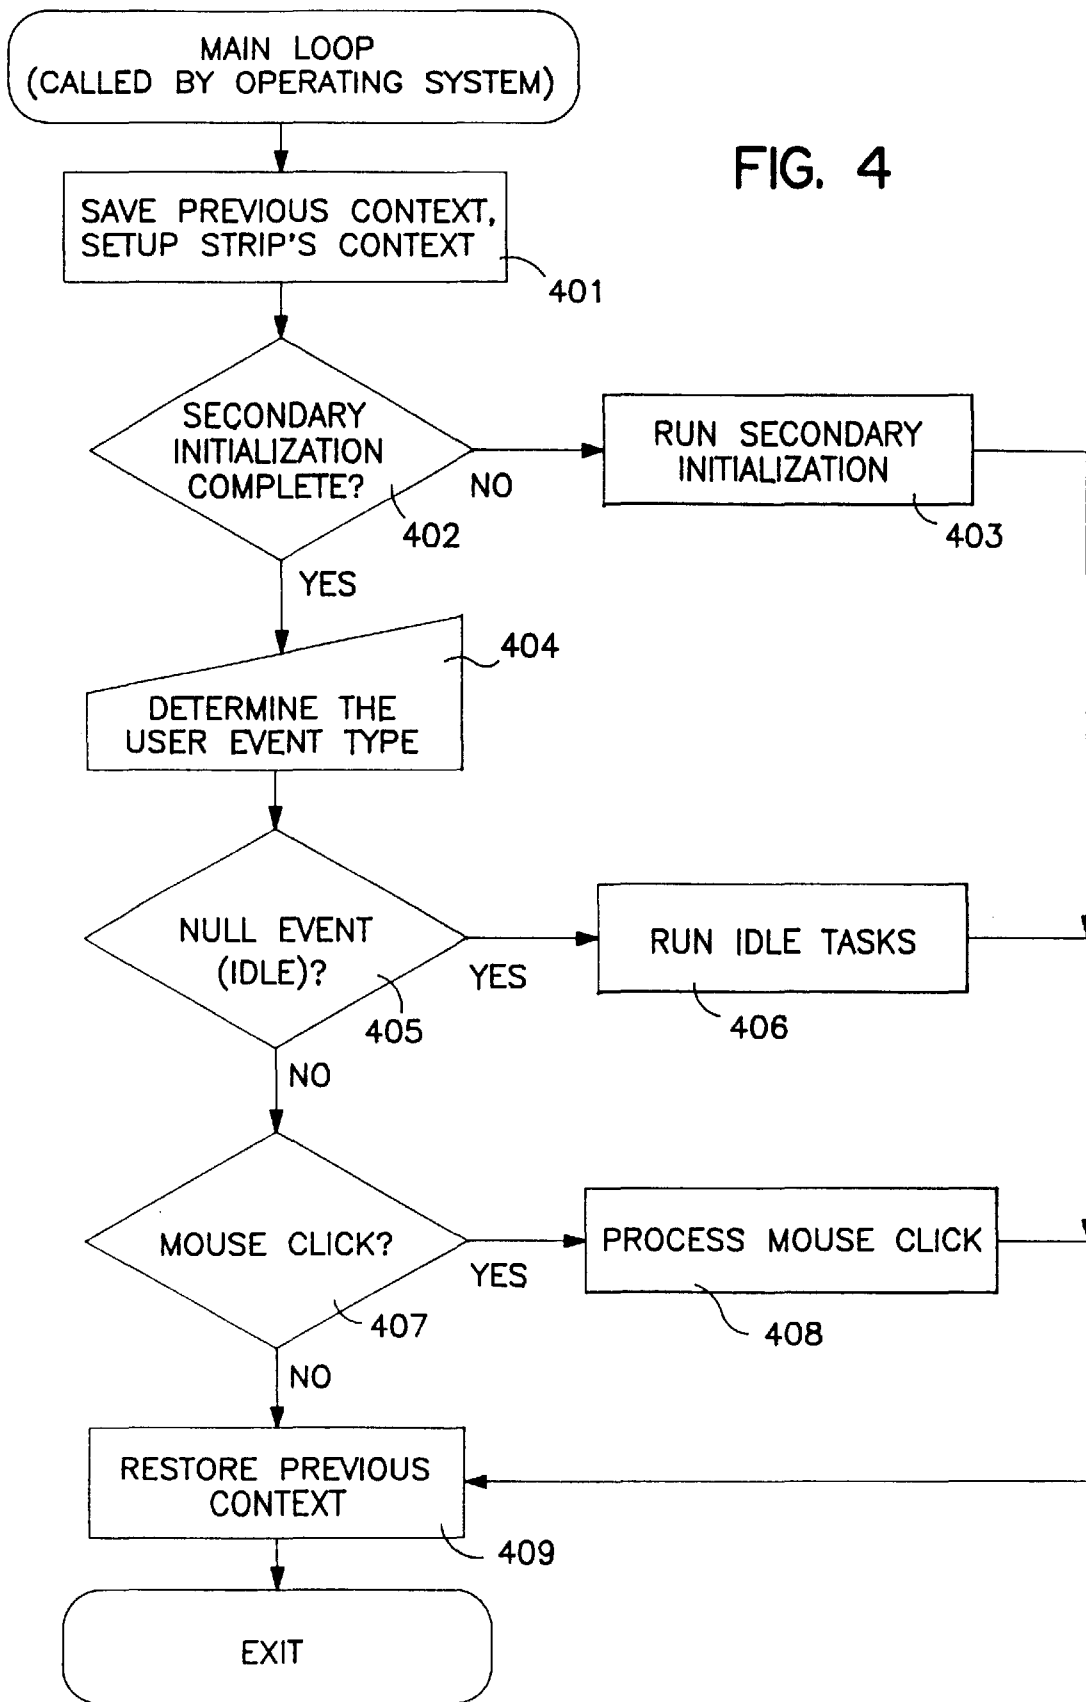 MAIN LOOP
(CALLED BY OPERATING SYSTEM)
FIG. 4
SAVE PREVIOUS CONTEXT,
SETUP STRIP'S CONTEXT
401
SECONDARY
INITIALIZATION
COMPLETE?
NO
402
RUN SECONDARY
INITIALIZATION
403
YES
404
DETERMINE THE
USER EVENT TYPE
NULL EVENT
(IDLE)?
YES
405
RUN IDLE TASKS
406
NO
MOUSE CLICK?
YES
407
PROCESS MOUSE CLICK
408
NO
RESTORE PREVIOUS
CONTEXT
409
EXIT